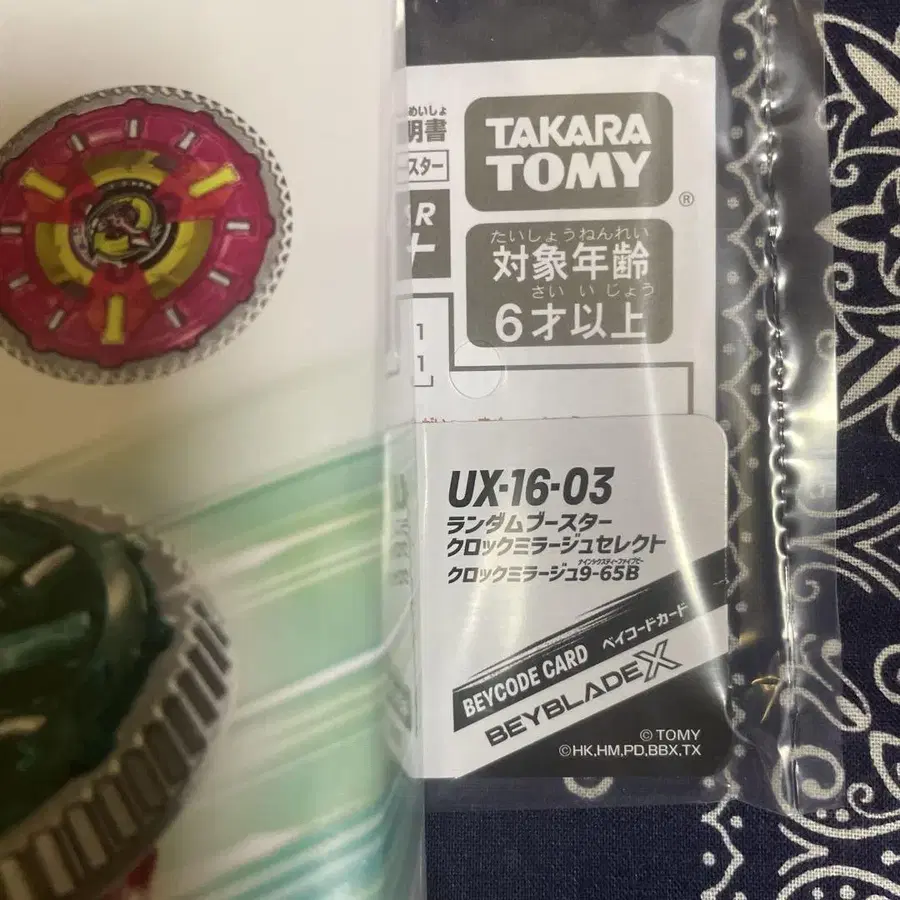 めいしょ
明書
ースター
TAKARA
TOMY
®
たいしょうねんれい
対象年齢
さい い じょう
6才以上
1
1
UX-16-03
ランダムブースター
クロックミラージュセレクト
ナインシックスティーファイブビー
クロックミラージュ9-65B
BEYCODE CARD ベイコードカード
BEYBLADE X
© TOMY
©HK,HM,PD,BBX,TX